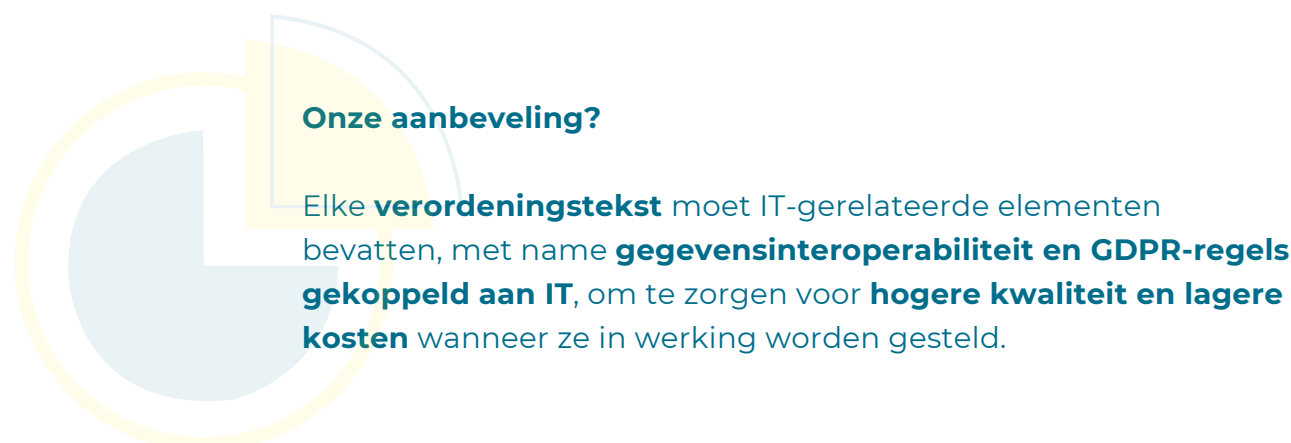 Onze aanbeveling?
Elke verordeningstekst moet IT-gerelateerde elementen
bevatten, met name gegevensinteroperabiliteit en GDPR-regels
gekoppeld aan IT, om te zorgen voor hogere kwaliteit en lagere
kosten wanneer ze in werking worden gesteld.